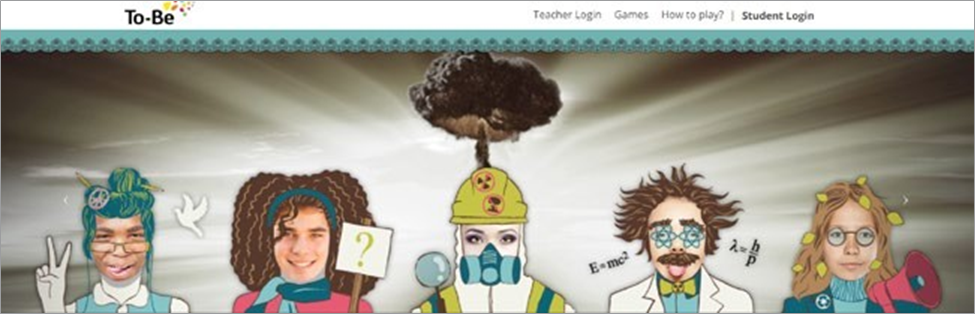 To-Be
Teacher Login Games How to play? | Student Login
?
E=mc²
λ=h/p